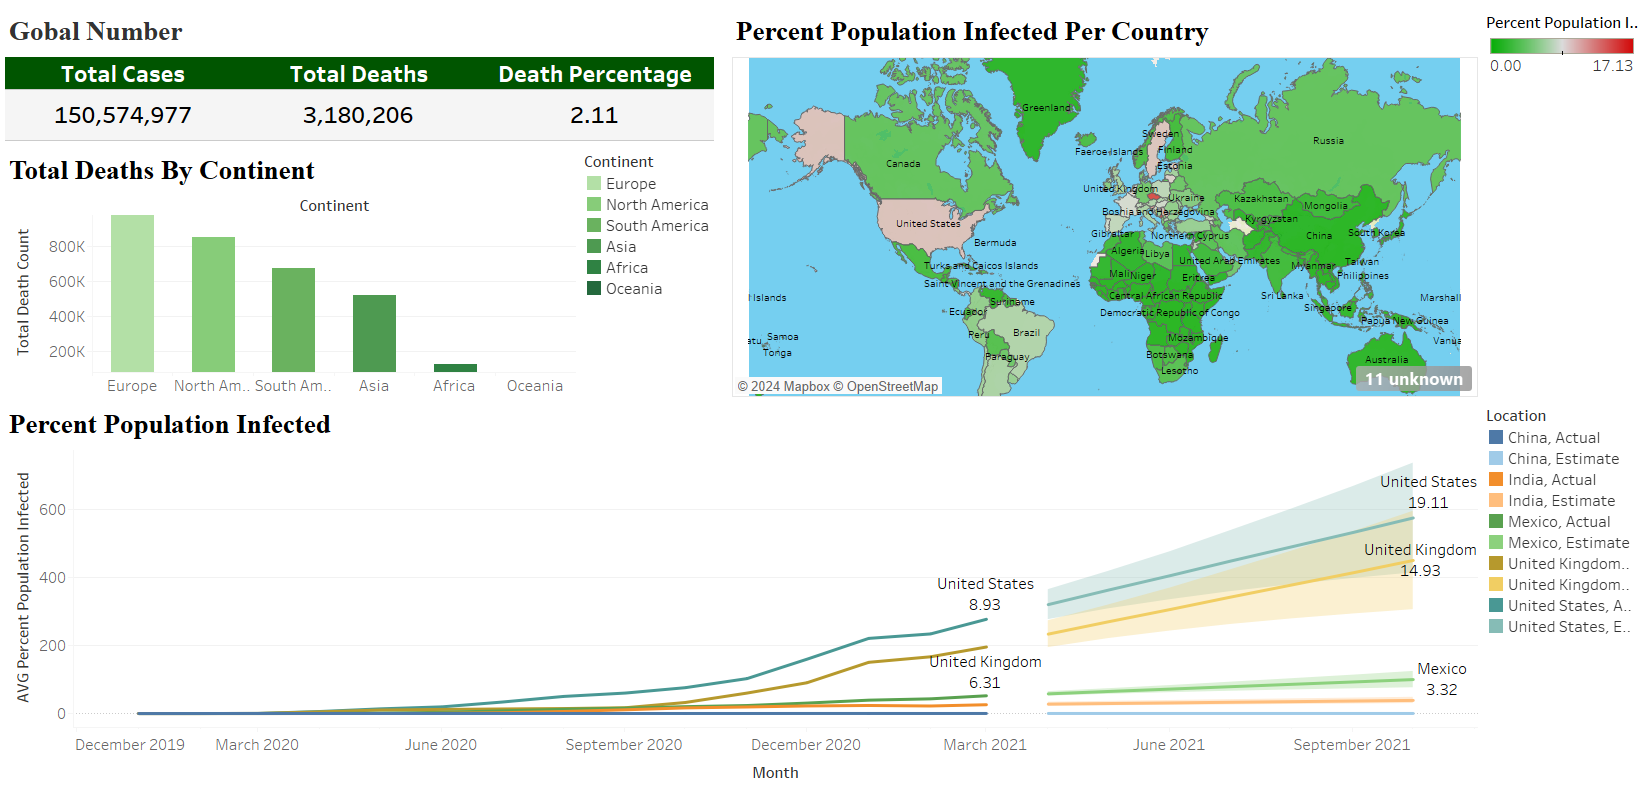 Gobal Number
Total Cases Total Deaths Death Percentage
150,574,977 3,180,206 2.11
Total Deaths By Continent
Continent
Total Death Count
800K
600K
400K
200K
Europe North Am.. South Am.. Asia Africa Oceania
Continent
Europe
North America
South America
Asia
Africa
Oceania
Percent Population Infected Per Country
Greenland
Sweden
Finland
Faeroe Islands
Estonia
Russia
Canada
United Kingdom
Ukraine
Kazakhstan
Mongolia
Bosnia and Herzegovina
Kyrgyzstan
United States
Gibraltar
Northern Cyprus
China
South Korea
Bermuda
Algeria
Libya
United Arab Emirates
Taiwan
Turks and Caicos Islands
Mali
Niger
Eritrea
Myanmar
Philippines
Saint Vincent and the Grenadines
l Islands
Suriname
Central African Republic
Sri Lanka
Marshall
Ecuador
Democratic Republic of Congo
Singapore
Papua New Guinea
Brazil
Peru
Samoa
atu
Tonga
Mozambique
Vanua
Paraguay
Botswana
Australia
Lesotho
11 unknown
© 2024 Mapbox © OpenStreetMap
Percent Population I..
0.00 17.13
Percent Population Infected
AVG Percent Population Infected
600
400
200
0
United States
8.93
United Kingdom
6.31
United States
19.11
United Kingdom
14.93
Mexico
3.32
December 2019 March 2020 June 2020 September 2020 December 2020 March 2021 June 2021 September 2021
Month
Location
China, Actual
China, Estimate
India, Actual
India, Estimate
Mexico, Actual
Mexico, Estimate
United Kingdom..
United Kingdom..
United States, A..
United States, E..